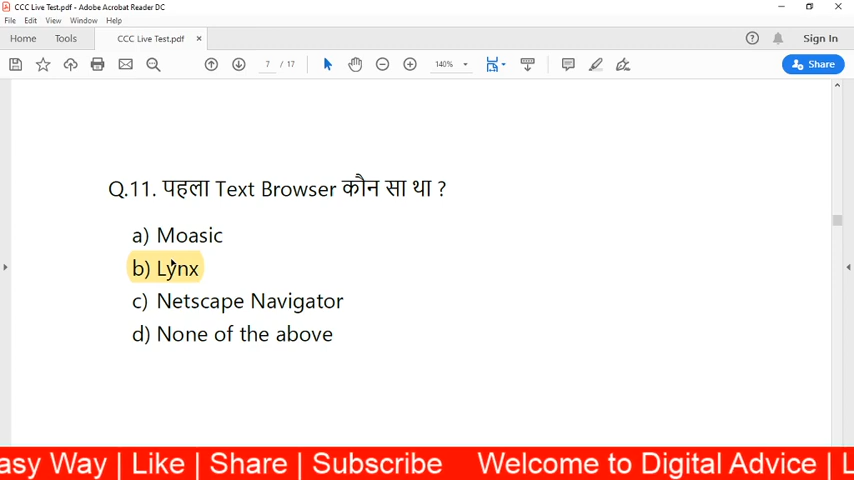 CCC Live Test.pdf - Adobe Acrobat Reader DC
File Edit View Window Help
Home Tools CCC Live Test.pdf × Sign In
7 / 17 140% Share
Q.11. पहला Text Browser कौन सा था ?
a) Moasic
b) Lynx
c) Netscape Navigator
d) None of the above
asy Way | Like | Share | Subscribe Welcome to Digital Advice | L